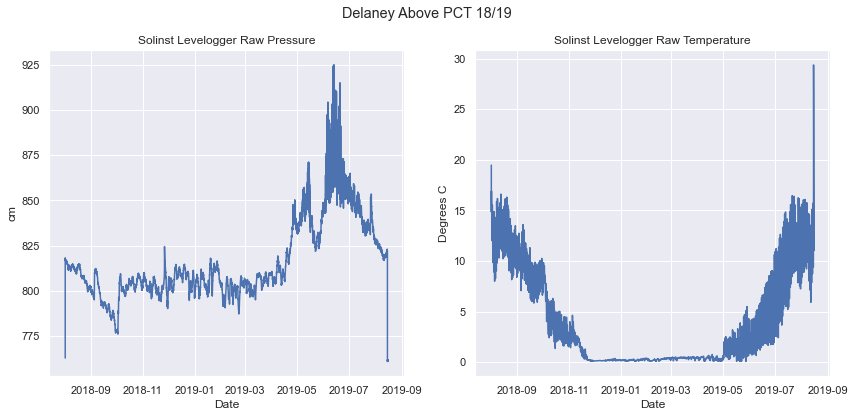 Delaney Above PCT 18/19
Solinst Levelogger Raw Pressure
925
900
875
850
825
800
775
cm
2018-09 2018-11 2019-01 2019-03 2019-05 2019-07 2019-09
Date
Solinst Levelogger Raw Temperature
30
25
20
15
10
5
0
Degrees C
2018-09 2018-11 2019-01 2019-03 2019-05 2019-07 2019-09
Date